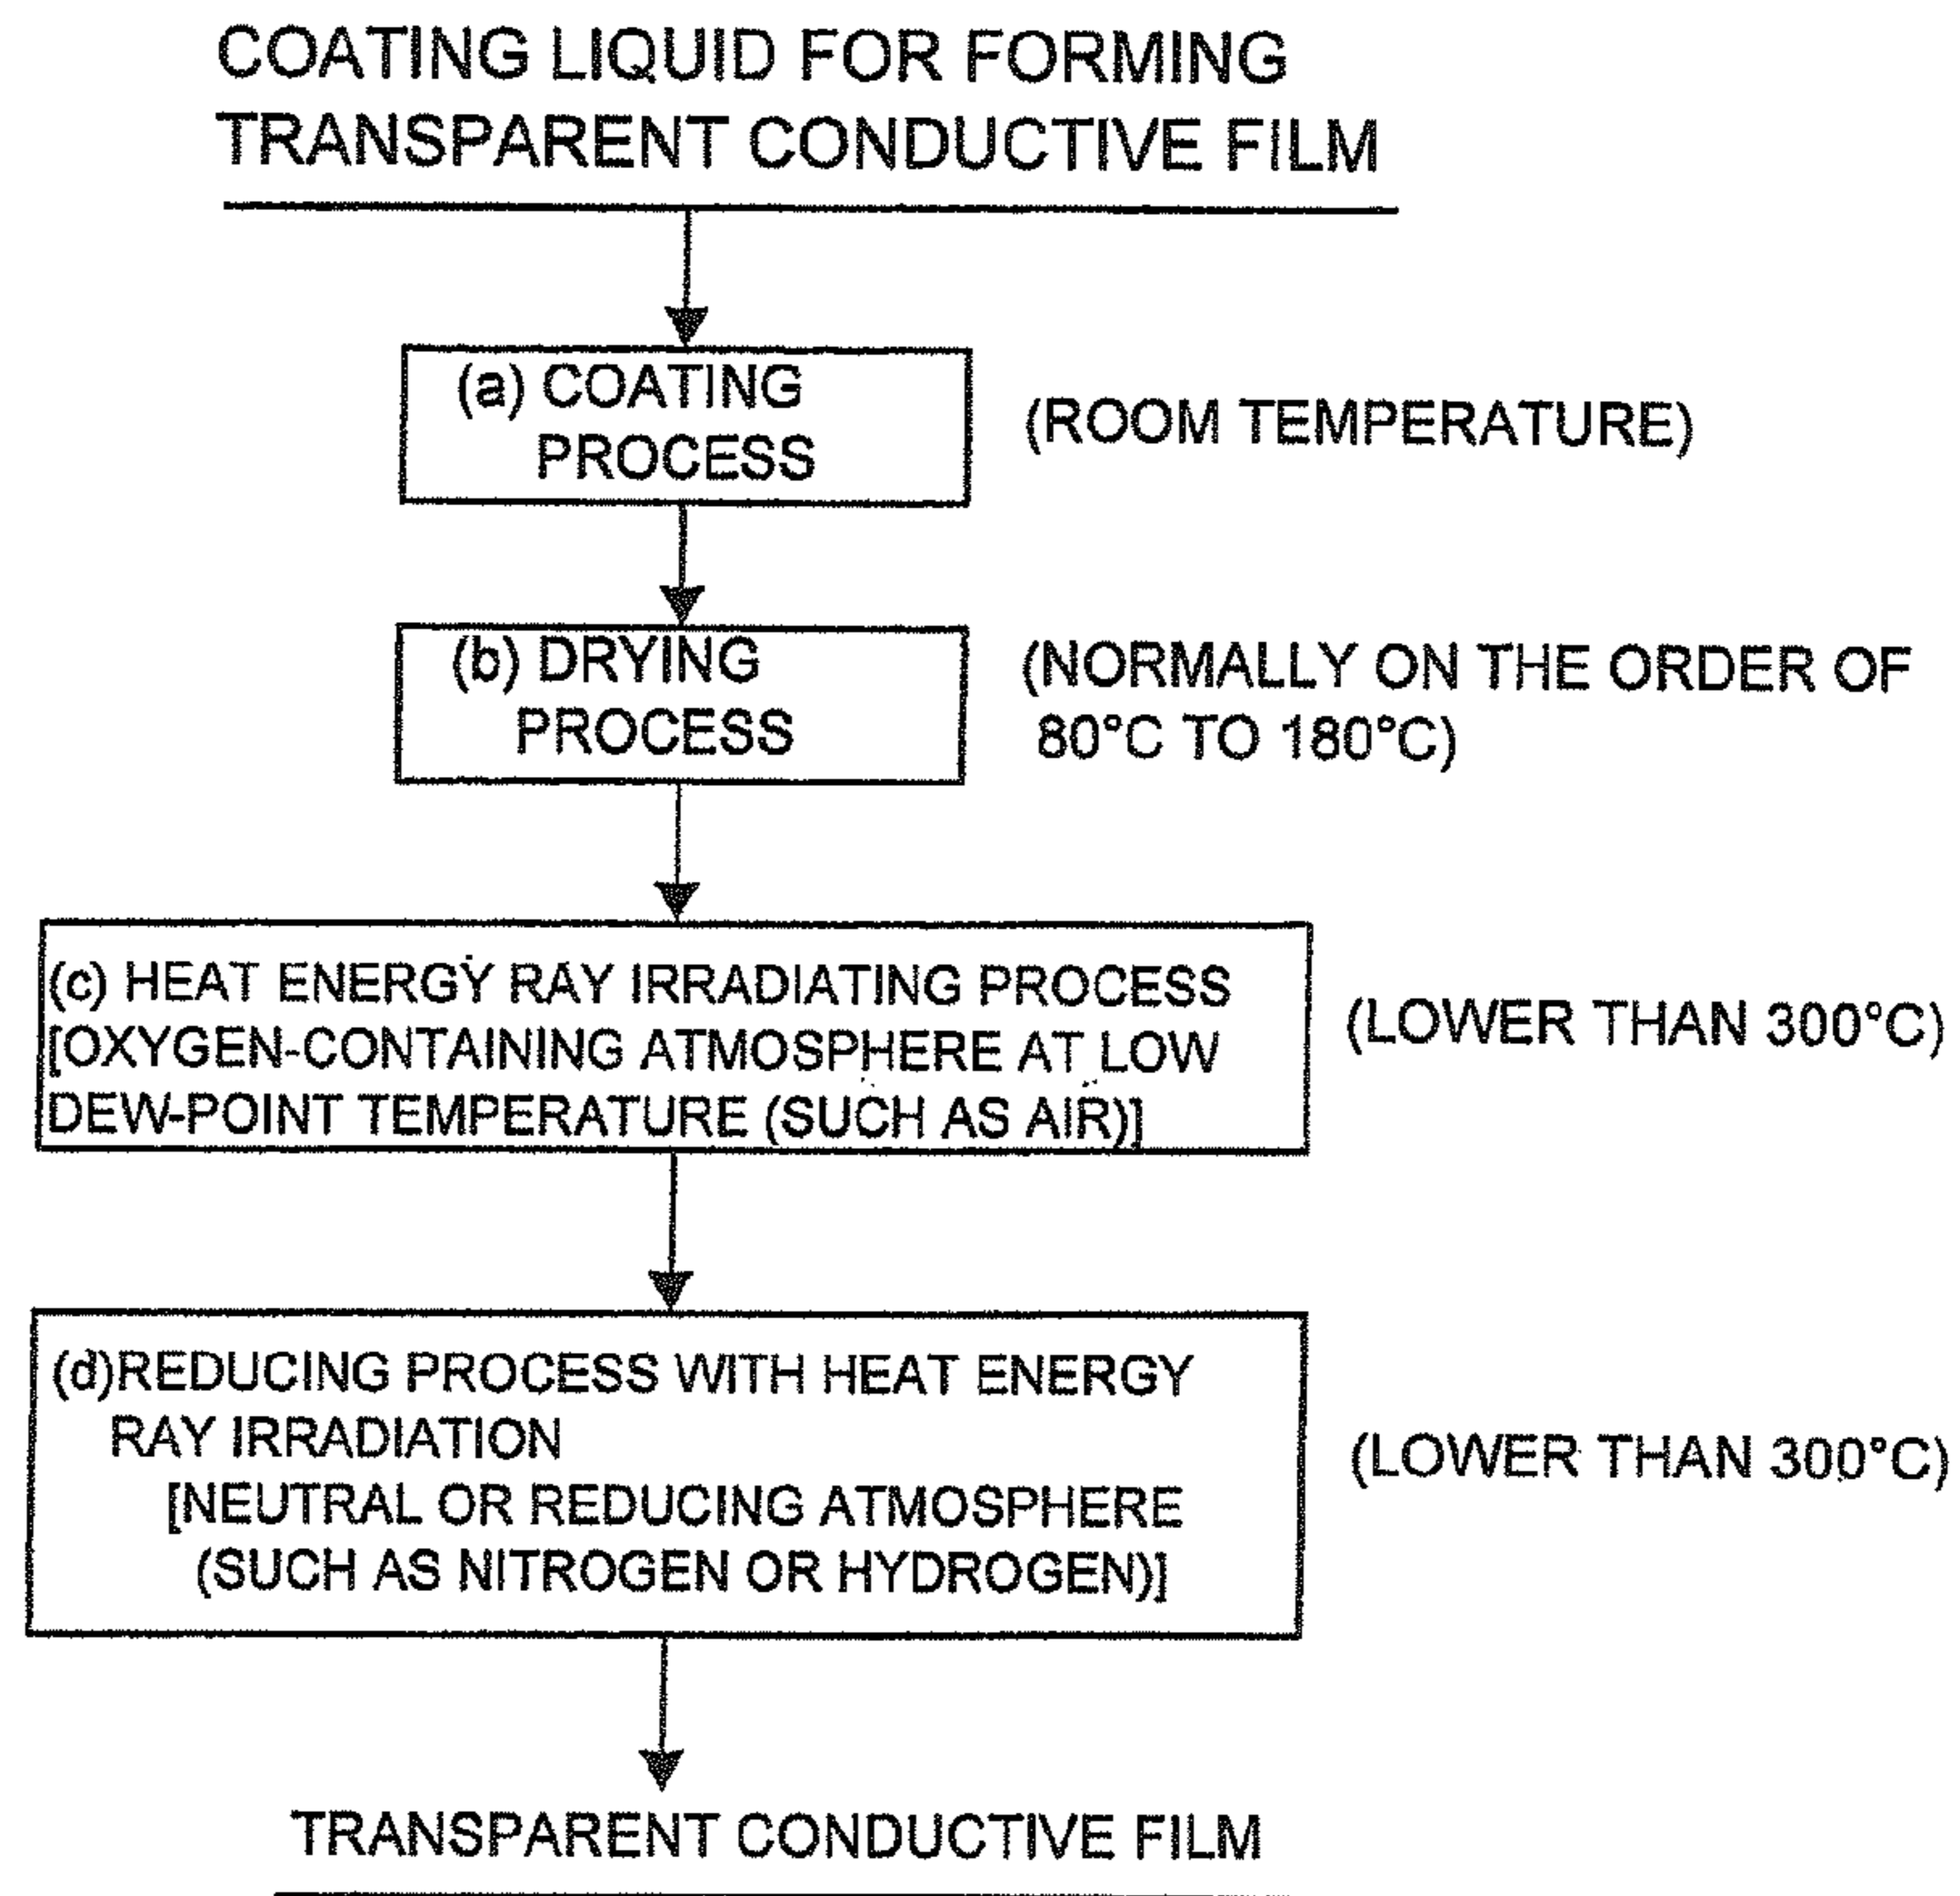 COATING LIQUID FOR FORMING
TRANSPARENT CONDUCTIVE FILM
(a) COATING
PROCESS
(ROOM TEMPERATURE)
(b) DRYING
PROCESS
(NORMALLY ON THE ORDER OF
80°C TO 180°C)
(c) HEAT ENERGY RAY IRRADIATING PROCESS
[OXYGEN-CONTAINING ATMOSPHERE AT LOW
DEW-POINT TEMPERATURE (SUCH AS AIR)]
(LOWER THAN 300°C)
(d)REDUCING PROCESS WITH HEAT ENERGY
RAY IRRADIATION
[NEUTRAL OR REDUCING ATMOSPHERE
(SUCH AS NITROGEN OR HYDROGEN)]
(LOWER THAN 300°C)
TRANSPARENT CONDUCTIVE FILM